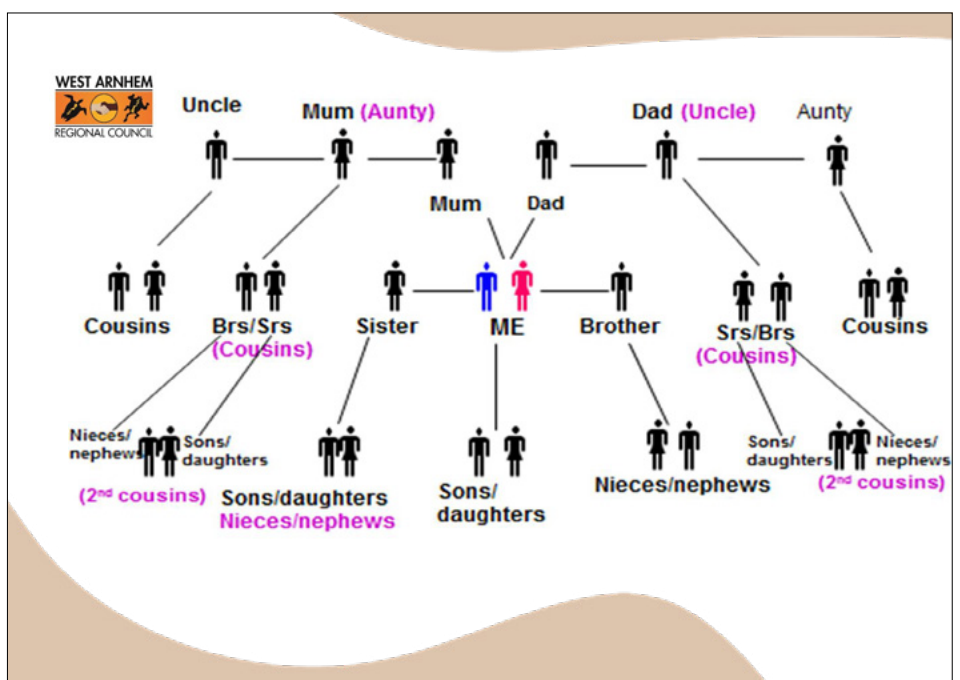 WEST ARNHEM
REGIONAL COUNCIL
Uncle
Mum (Aunty)
Dad (Uncle)
Aunty
Mum
Dad
Cousins
Brs/Srs
(Cousins)
Sister
ME
Brother
Srs/Brs
(Cousins)
Cousins
Nieces/
nephews
Sons/
daughters
(2nd cousins)
Sons/daughters
Nieces/nephews
Sons/
daughters
Nieces/nephews
Sons/
daughters
Nieces/
nephews
(2nd cousins)